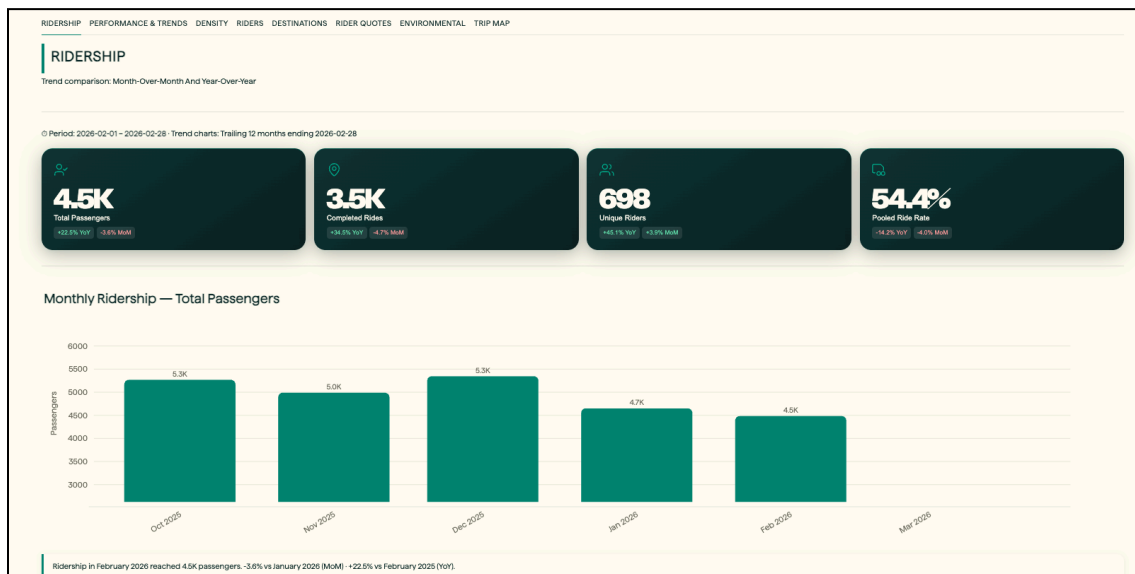 RIDERSHIP PERFORMANCE & TRENDS DENSITY RIDERS DESTINATIONS RIDER QUOTES ENVIRONMENTAL TRIP MAP
RIDERSHIP
Trend comparison: Month-Over-Month And Year-Over-Year
Period: 2026-02-01 – 2026-02-28 · Trend charts: Trailing 12 months ending 2026-02-28
4.5K
Total Passengers
+22.5% YoY -3.6% MoM
3.5K
Completed Rides
+34.5% YoY -4.7% MoM
698
Unique Riders
+45.1% YoY +3.9% MoM
54.4%
Pooled Ride Rate
-14.2% YoY -4.0% MoM
Monthly Ridership — Total Passengers
Passengers
6000
5500
5000
4500
4000
3500
3000
5.3K
5.0K
5.3K
4.7K
4.5K
Oct 2025
Nov 2025
Dec 2025
Jan 2026
Feb 2026
Mar 2026
Ridership in February 2026 reached 4.5K passengers. -3.6% vs January 2026 (MoM) · +22.5% vs February 2025 (YoY).